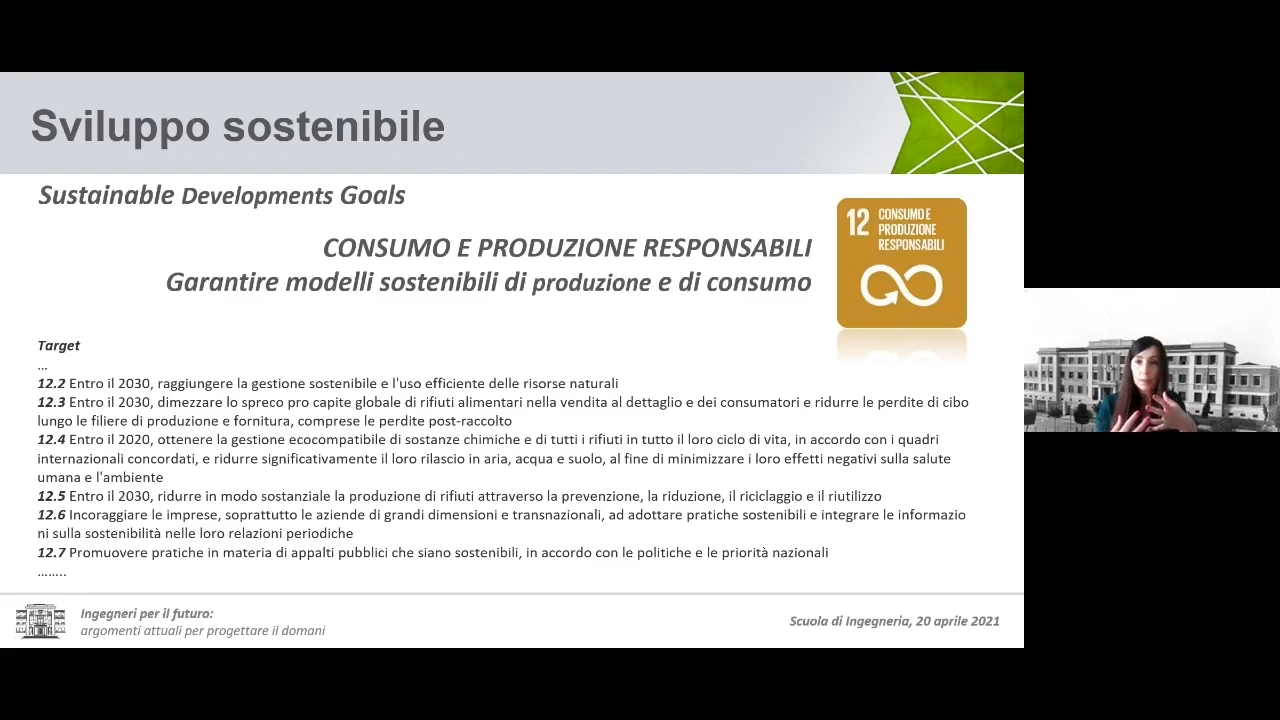 Sviluppo sostenibile
Sustainable Developments Goals
CONSUMO E PRODUZIONE RESPONSABILI
Garantire modelli sostenibili di produzione e di consumo
12 CONSUMO E
PRODUZIONE
RESPONSABILI
Target
...
12.2 Entro il 2030, raggiungere la gestione sostenibile e l'uso efficiente delle risorse naturali
12.3 Entro il 2030, dimezzare lo spreco pro capite globale di rifiuti alimentari nella vendita al dettaglio e dei consumatori e ridurre le perdite di cibo
lungo le filiere di produzione e fornitura, comprese le perdite post-raccolto
12.4 Entro il 2020, ottenere la gestione ecocompatibile di sostanze chimiche e di tutti i rifiuti in tutto il loro ciclo di vita, in accordo con i quadri
internazionali concordati, e ridurre significativamente il loro rilascio in aria, acqua e suolo, al fine di minimizzare i loro effetti negativi sulla salute
umana e l'ambiente
12.5 Entro il 2030, ridurre in modo sostanziale la produzione di rifiuti attraverso la prevenzione, la riduzione, il riciclaggio e il riutilizzo
12.6 Incoraggiare le imprese, soprattutto le aziende di grandi dimensioni e transnazionali, ad adottare pratiche sostenibili e integrare le informazio
ni sulla sostenibilità nelle loro relazioni periodiche
12.7 Promuovere pratiche in materia di appalti pubblici che siano sostenibili, in accordo con le politiche e le priorità nazionali
........
Ingegneri per il futuro:
argomenti attuali per progettare il domani
Scuola di Ingegneria, 20 aprile 2021